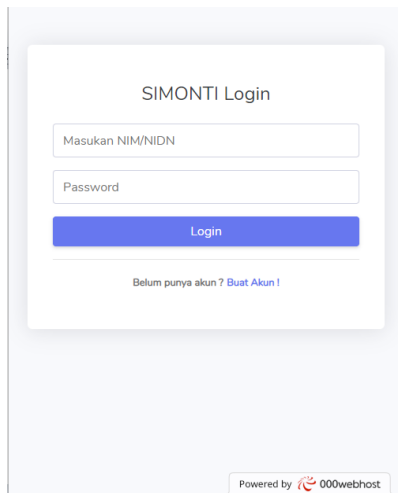 SIMONTI Login
Masukan NIM/NIDN
Password
Login
Belum punya akun ? Buat Akun !
Powered by 000webhost